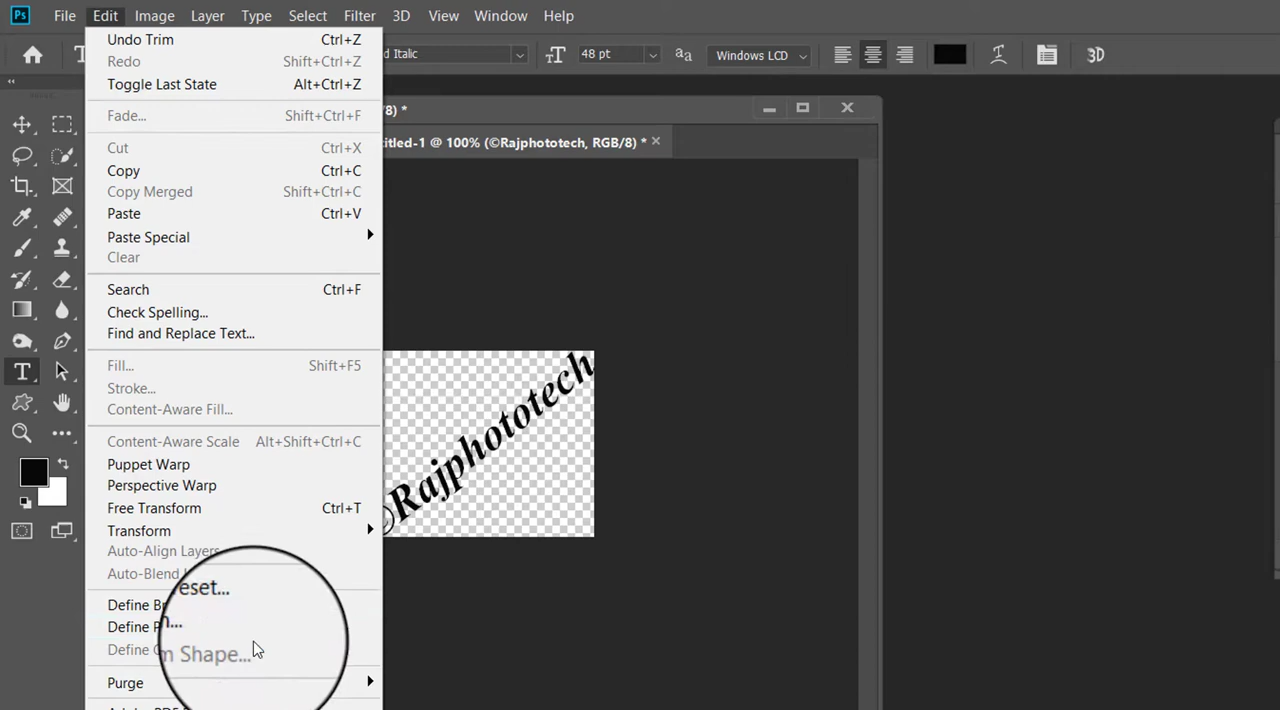 Ps File Edit Image Layer Type Select Filter 3D View Window Help
T d Italic 48 pt aa Windows LCD 3D
/8) *
titled-1 @ 100% (©Rajphototech, RGB/8) *
Undo Trim Ctrl+Z
Redo Shift+Ctrl+Z
Toggle Last State Alt+Ctrl+Z
Fade... Shift+Ctrl+F
Cut Ctrl+X
Copy Ctrl+C
Copy Merged Shift+Ctrl+C
Paste Ctrl+V
Paste Special
Clear
Search Ctrl+F
Check Spelling...
Find and Replace Text...
Fill... Shift+F5
Stroke...
Content-Aware Fill...
Content-Aware Scale Alt+Shift+Ctrl+C
Puppet Warp
Perspective Warp
Free Transform Ctrl+T
Transform
Auto-Align Layers
Auto-Blend
eset...
Define Br
n...
Define P
Define
m Shape...
Purge
©Rajphototech